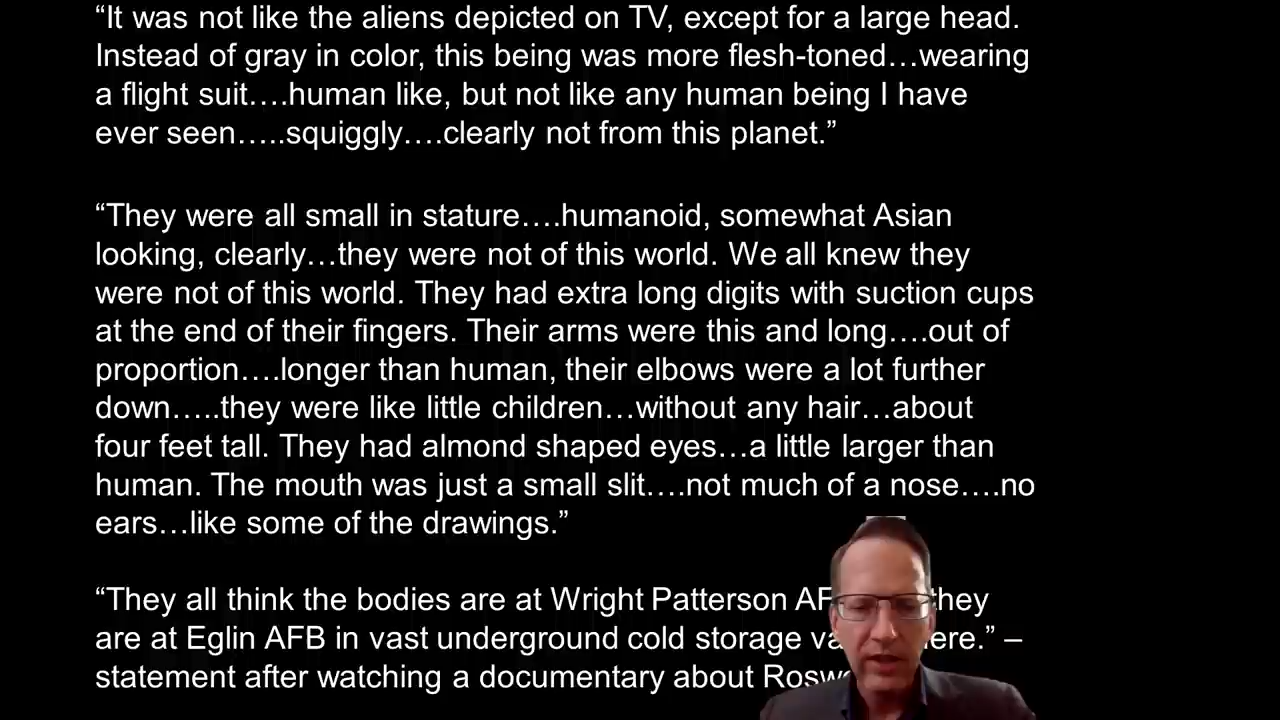 “It was not like the aliens depicted on TV, except for a large head.
Instead of gray in color, this being was more flesh-toned…wearing
a flight suit….human like, but not like any human being I have
ever seen…..squiggly….clearly not from this planet.”
“They were all small in stature….humanoid, somewhat Asian
looking, clearly…they were not of this world. We all knew they
were not of this world. They had extra long digits with suction cups
at the end of their fingers. Their arms were this and long….out of
proportion….longer than human, their elbows were a lot further
down…..they were like little children…without any hair…about
four feet tall. They had almond shaped eyes…a little larger than
human. The mouth was just a small slit….not much of a nose….no
ears…like some of the drawings.”
“They all think the bodies are at Wright Patterson they
are at Eglin AFB in vast underground cold storage –
statement after watching a documentary about